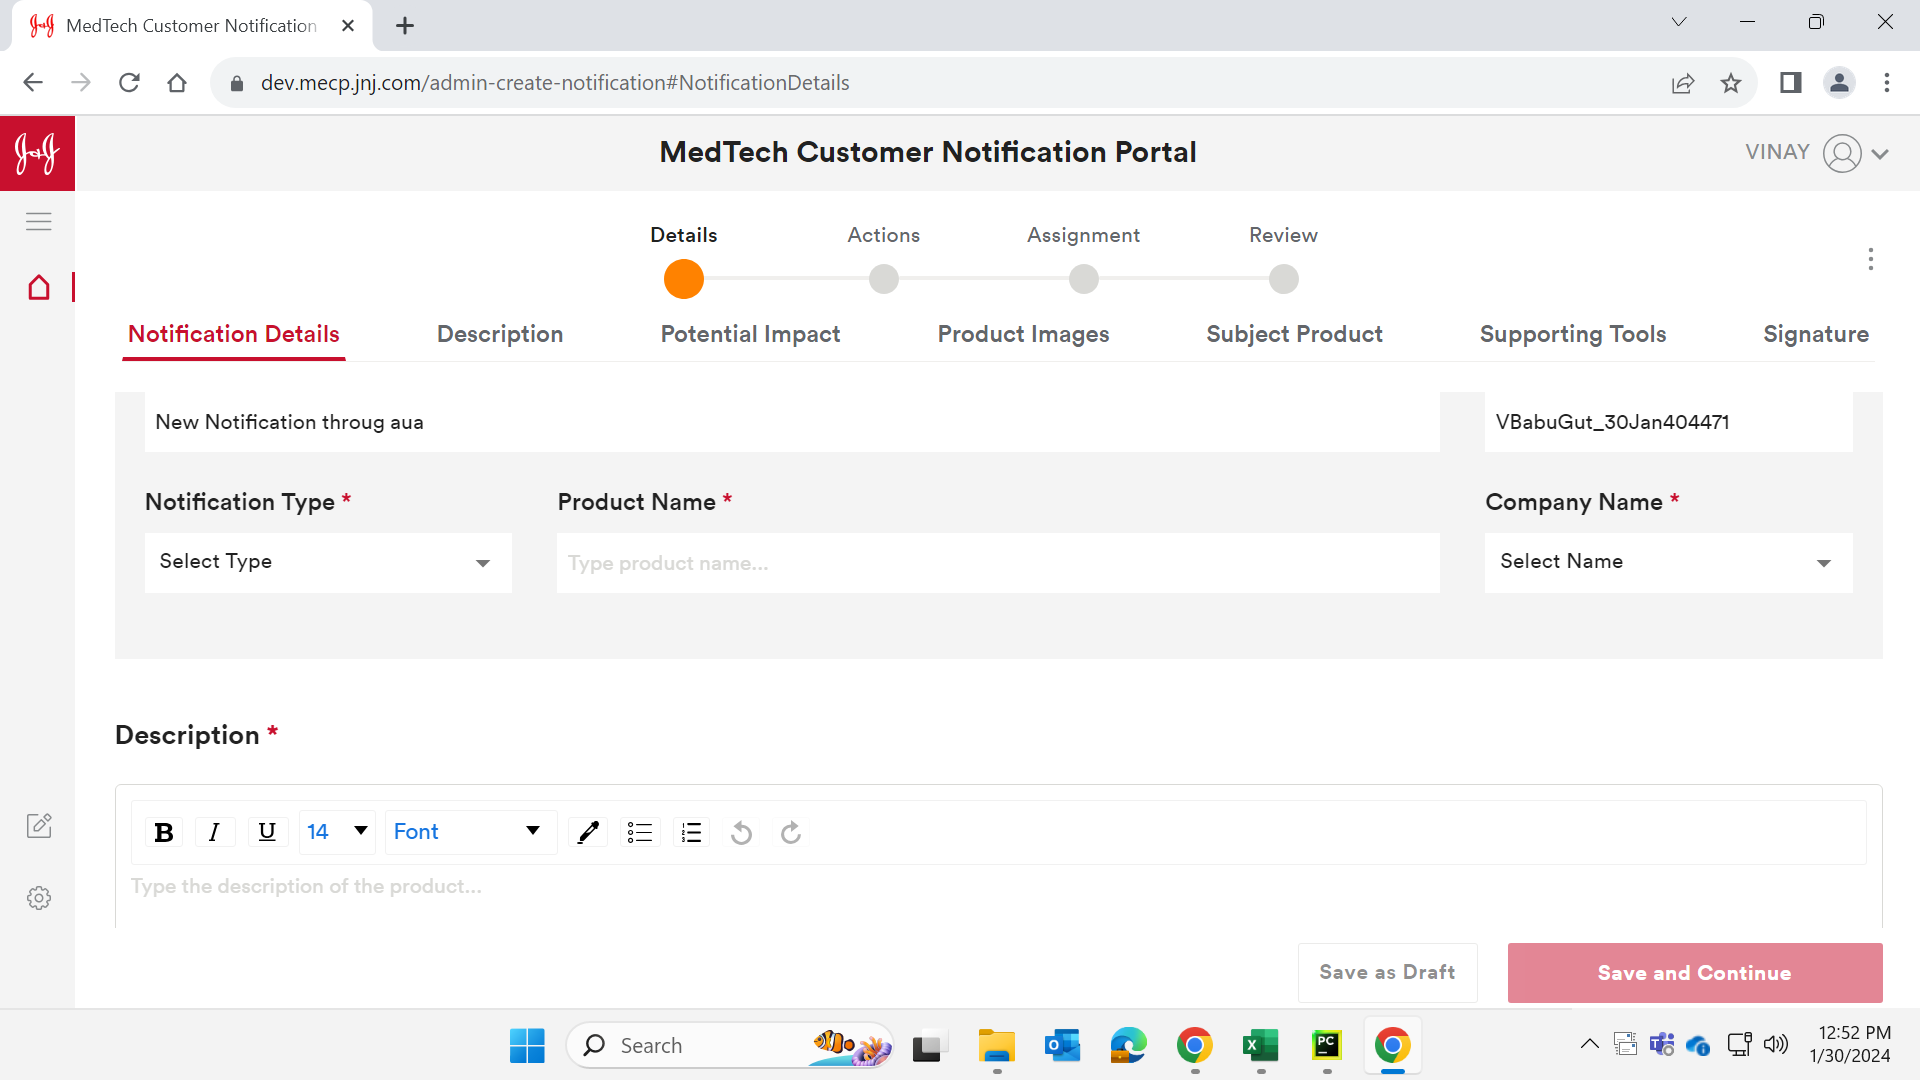 MedTech Customer Notification
dev.mecp.jnj.com/admin-create-notification#NotificationDetails
J&J
MedTech Customer Notification Portal
VINAY
Details
Actions
Assignment
Review
Notification Details
Description
Potential Impact
Product Images
Subject Product
Supporting Tools
Signature
New Notification throug aua
VBabuGut_30Jan404471
Notification Type *
Product Name *
Company Name *
Select Type
Type product name...
Select Name
Description *
B I U 14 Font
Type the description of the product...
Save as Draft
Save and Continue
Search
12:52 PM
1/30/2024